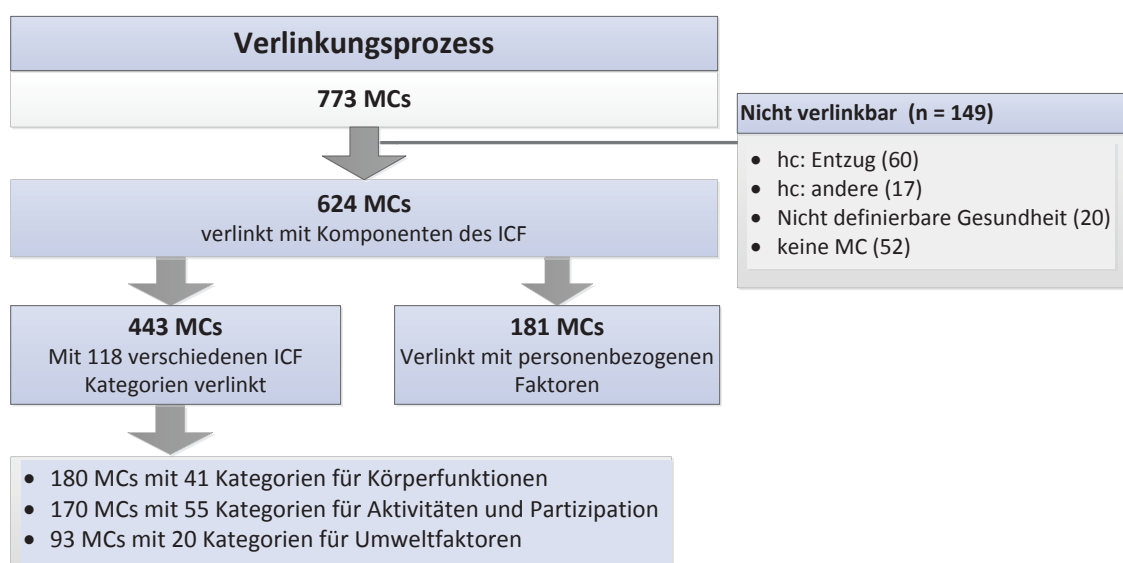 Verlinkungsprozess
773 MCs
Nicht verlinkbar (n = 149)
• hc: Entzug (60)
• hc: andere (17)
• Nicht definierbare Gesundheit (20)
• keine MC (52)
624 MCs
verlinkt mit Komponenten des ICF
443 MCs
Mit 118 verschiedenen ICF
Kategorien verlinkt
181 MCs
Verlinkt mit personenbezogenen
Faktoren
• 180 MCs mit 41 Kategorien für Körperfunktionen
• 170 MCs mit 55 Kategorien für Aktivitäten und Partizipation
• 93 MCs mit 20 Kategorien für Umweltfaktoren